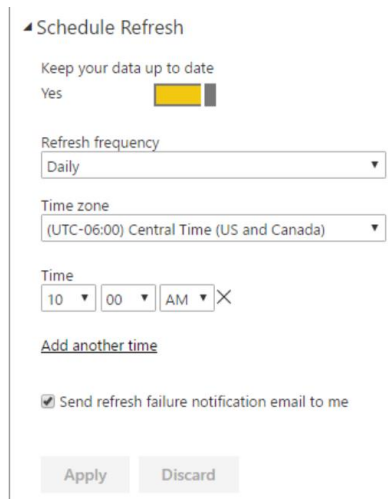 Schedule Refresh
Keep your data up to date
Yes
Refresh frequency
Daily
Time zone
(UTC-06:00) Central Time (US and Canada)
Time
10 00 AM
Add another time
Send refresh failure notification email to me
Apply Discard